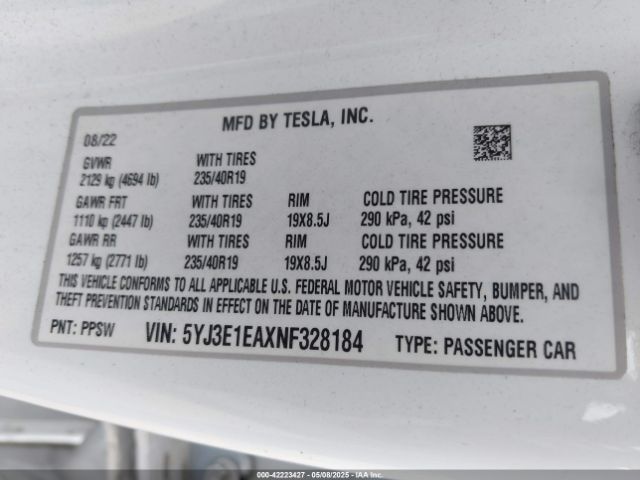 MFD BY TESLA, INC.
08/22
GVWR WITH TIRES
2129 kg (4694 lb) 235/40R19
GAWR FRT WITH TIRES RIM COLD TIRE PRESSURE
1110 kg (2447 lb) 235/40R19 19X8.5J 290 kPa, 42 psi
GAWR RR WITH TIRES RIM COLD TIRE PRESSURE
1257 kg (2771 lb) 235/40R19 19X8.5J 290 kPa, 42 psi
THIS VEHICLE CONFORMS TO ALL APPLICABLE U.S. FEDERAL MOTOR VEHICLE SAFETY, BUMPER, AND
THEFT PREVENTION STANDARDS IN EFFECT ON THE DATE OF MANUFACTURE SHOWN ABOVE.
PNT: PPSW VIN: 5YJ3E1EAXNF328184 TYPE: PASSENGER CAR
000-42223427 - 05/08/2025 - IAAI.COM